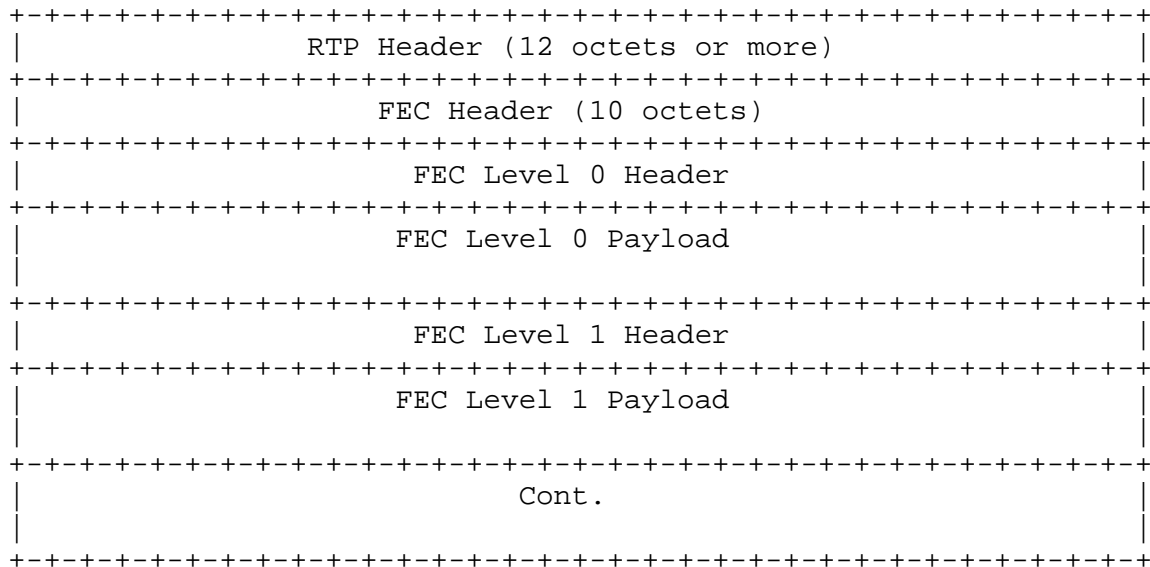 +-+-+-+-+-+-+-+-+-+-+-+-+-+-+-+-+-+-+-+-+-+-+-+-+-+-+-+-+-+-+-+-+
|                RTP Header (12 octets or more)                 |
+-+-+-+-+-+-+-+-+-+-+-+-+-+-+-+-+-+-+-+-+-+-+-+-+-+-+-+-+-+-+-+-+
|                    FEC Header (10 octets)                     |
+-+-+-+-+-+-+-+-+-+-+-+-+-+-+-+-+-+-+-+-+-+-+-+-+-+-+-+-+-+-+-+-+
|                      FEC Level 0 Header                       |
+-+-+-+-+-+-+-+-+-+-+-+-+-+-+-+-+-+-+-+-+-+-+-+-+-+-+-+-+-+-+-+-+
|                     FEC Level 0 Payload                       |
|                                                               |
+-+-+-+-+-+-+-+-+-+-+-+-+-+-+-+-+-+-+-+-+-+-+-+-+-+-+-+-+-+-+-+-+
|                      FEC Level 1 Header                       |
+-+-+-+-+-+-+-+-+-+-+-+-+-+-+-+-+-+-+-+-+-+-+-+-+-+-+-+-+-+-+-+-+
|                     FEC Level 1 Payload                       |
|                                                               |
+-+-+-+-+-+-+-+-+-+-+-+-+-+-+-+-+-+-+-+-+-+-+-+-+-+-+-+-+-+-+-+-+
|                            Cont.                              |
|                                                               |
+-+-+-+-+-+-+-+-+-+-+-+-+-+-+-+-+-+-+-+-+-+-+-+-+-+-+-+-+-+-+-+-+